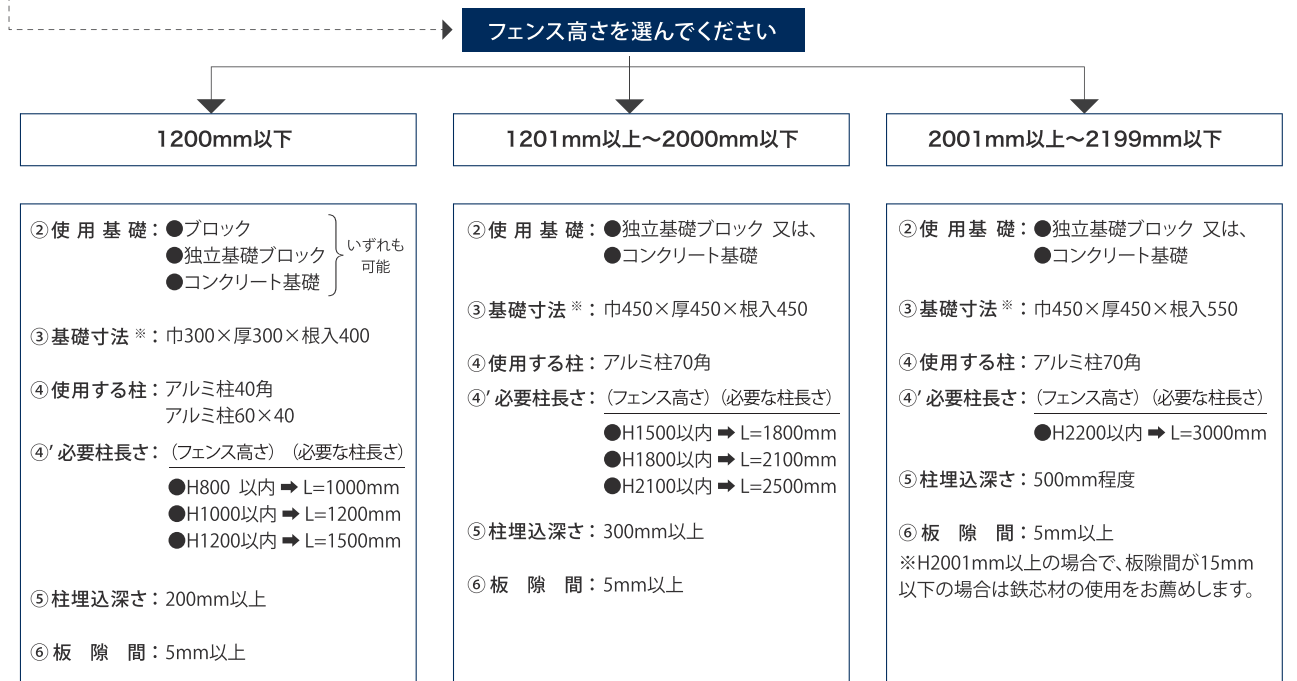 フェンス高さを選んでください
1200mm以下
②使用基礎：●ブロック
●独立基礎ブロック
●コンクリート基礎
いずれも
可能
③基礎寸法※：巾300×厚300×根入400
④使用する柱：アルミ柱40角
アルミ柱60×40
④’必要柱長さ：（フェンス高さ）（必要な柱長さ）
●H800 以内➡L=1000mm
●H1000以内➡L=1200mm
●H1200以内➡L=1500mm
⑤柱埋込深さ：200mm以上
⑥板隙間：5mm以上
1201mm以上～2000mm以下
②使用基礎：●独立基礎ブロック 又は、
●コンクリート基礎
③基礎寸法※：巾450×厚450×根入450
④使用する柱：アルミ柱70角
④’必要柱長さ：（フェンス高さ）（必要な柱長さ）
●H1500以内➡L=1800mm
●H1800以内➡L=2100mm
●H2100以内➡L=2500mm
⑤柱埋込深さ：300mm以上
⑥板隙間：5mm以上
2001mm以上～2199mm以下
②使用基礎：●独立基礎ブロック 又は、
●コンクリート基礎
③基礎寸法※：巾450×厚450×根入550
④使用する柱：アルミ柱70角
④’必要柱長さ：（フェンス高さ）（必要な柱長さ）
●H2200以内➡L=3000mm
⑤柱埋込深さ：500mm程度
⑥板隙間：5mm以上
※H2001mm以上の場合で、板隙間が15mm
以下の場合は鉄芯材の使用をお薦めします。